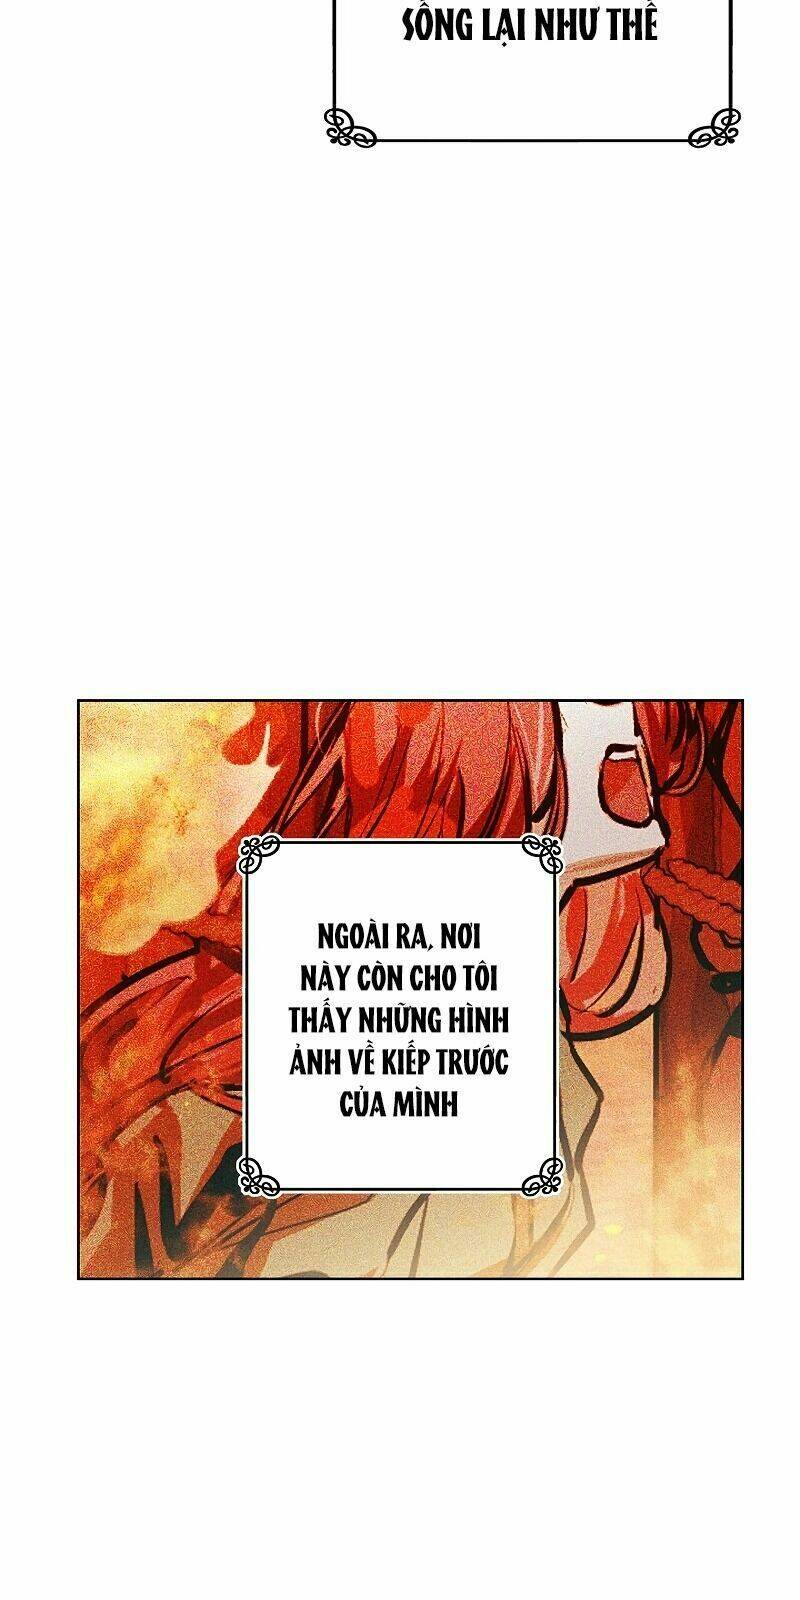 SỐNG LẠI NHƯ THẾ
NGOÀI RA, NƠI
NÀY CÒN CHO TÔI
THẤY NHỮNG HÌNH
ẢNH VỀ KIẾP TRƯỚC
CỦA MÌNH